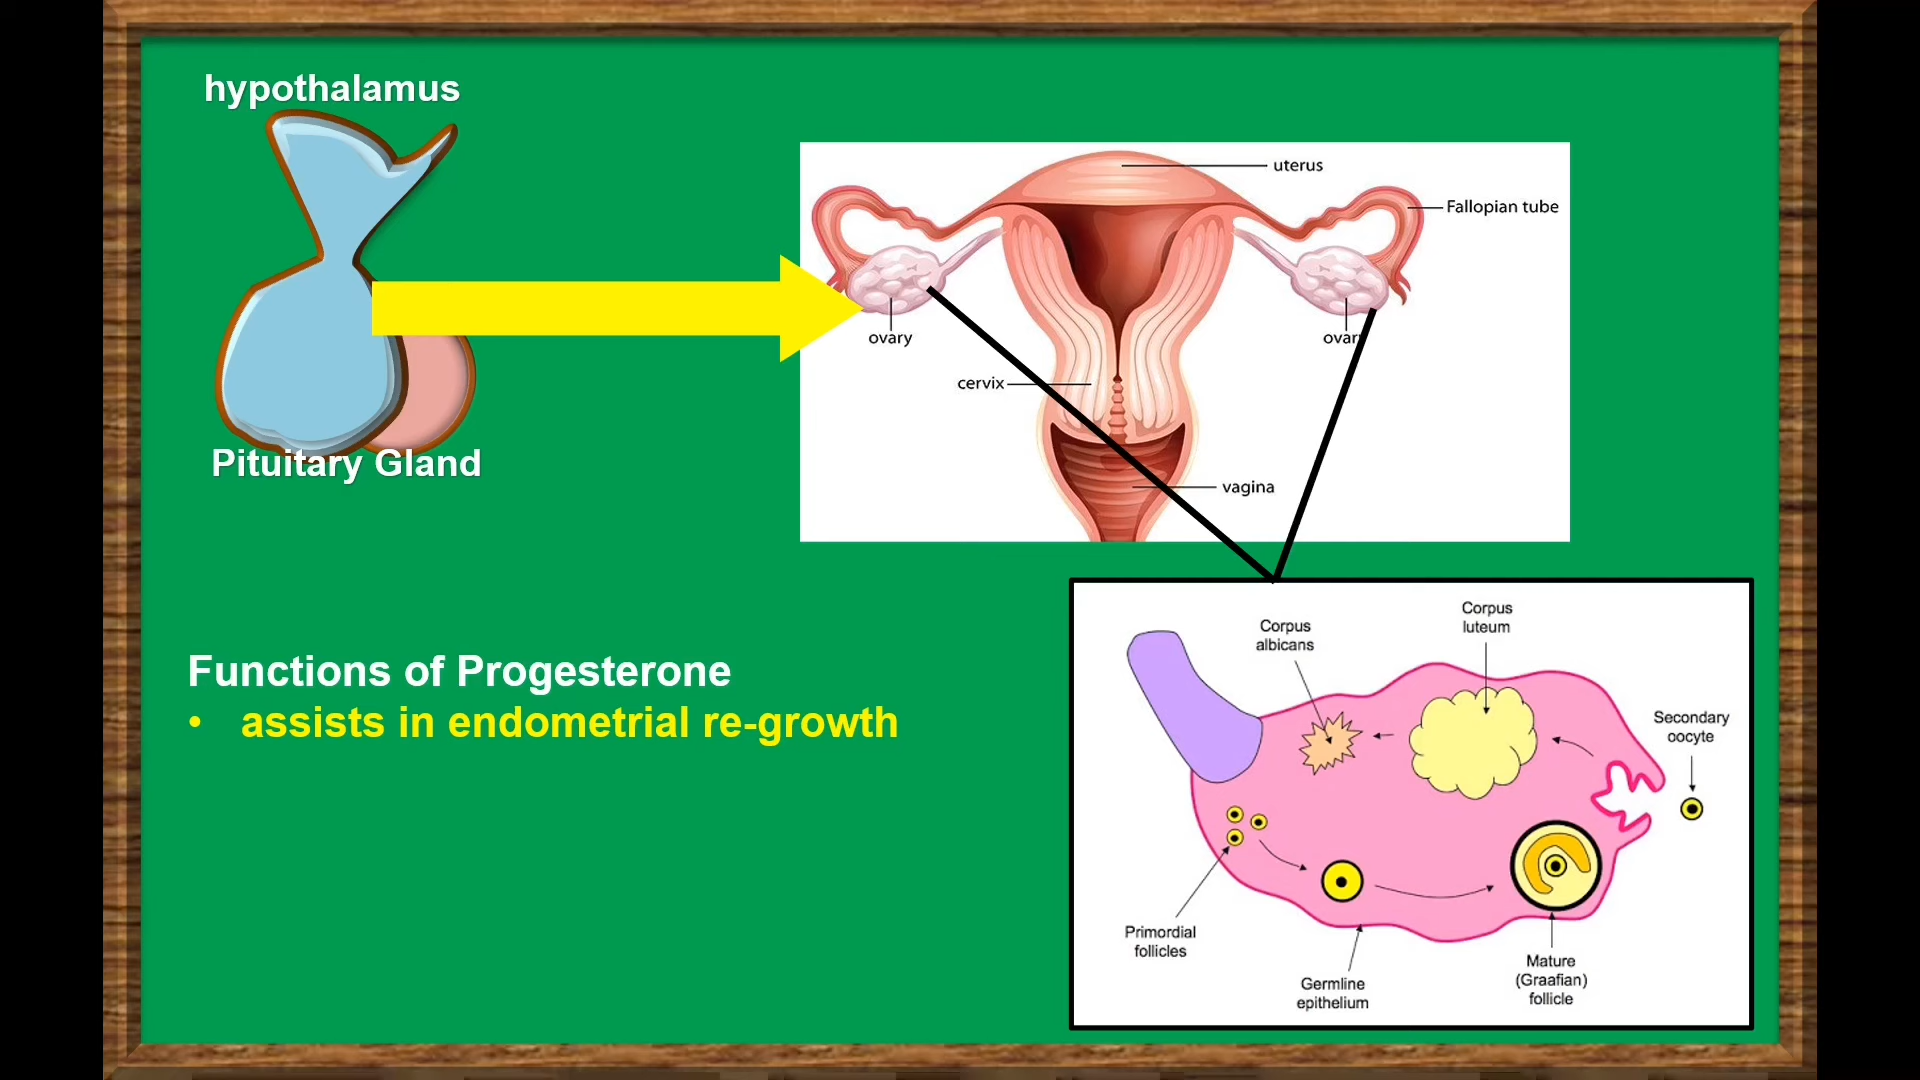 hypothalamus
Pituitary Gland
uterus
Fallopian tube
ovary
ovary
cervix
vagina
Functions of Progesterone
• assists in endometrial re-growth
Corpus
albicans
Corpus
luteum
Secondary
oocyte
Primordial
follicles
Germline
epithelium
Mature
(Graafian)
follicle